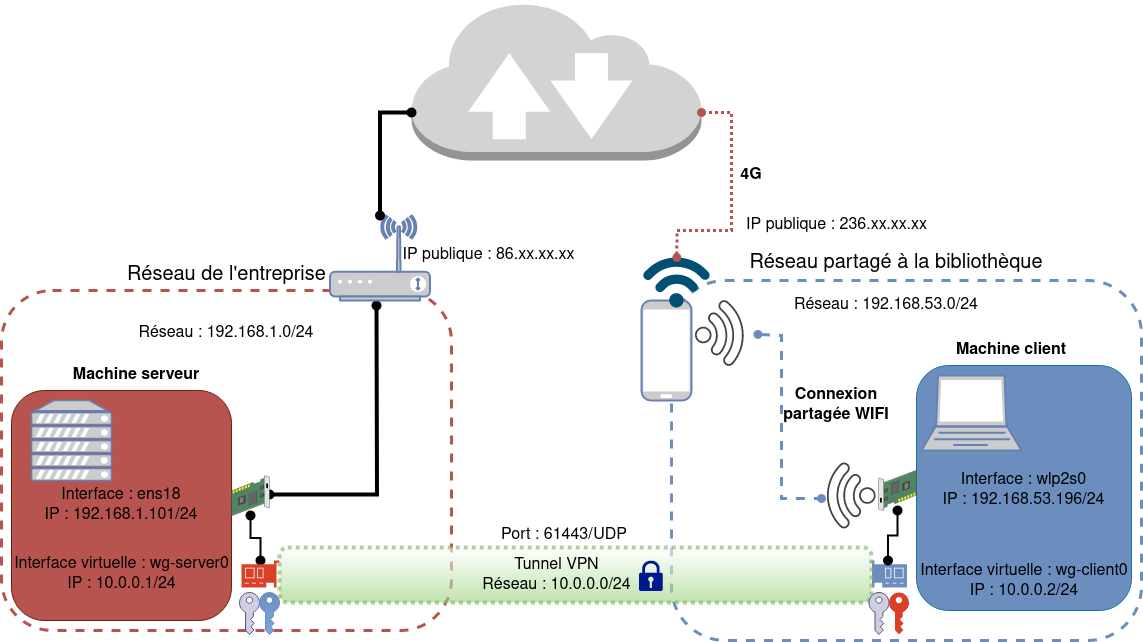 4G
IP publique : 236.xx.xx.xx
IP publique : 86.xx.xx.xx
Réseau de l'entreprise
Réseau partagé à la bibliothèque
Réseau : 192.168.53.0/24
Réseau : 192.168.1.0/24
Machine serveur
Machine client
Connexion
partagée WIFI
Interface : ens18
IP : 192.168.1.101/24
Interface : wlp2s0
IP : 192.168.53.196/24
Port : 61443/UDP
Interface virtuelle : wg-server0
IP : 10.0.0.1/24
Tunnel VPN
Réseau : 10.0.0.0/24
Interface virtuelle : wg-client0
IP : 10.0.0.2/24